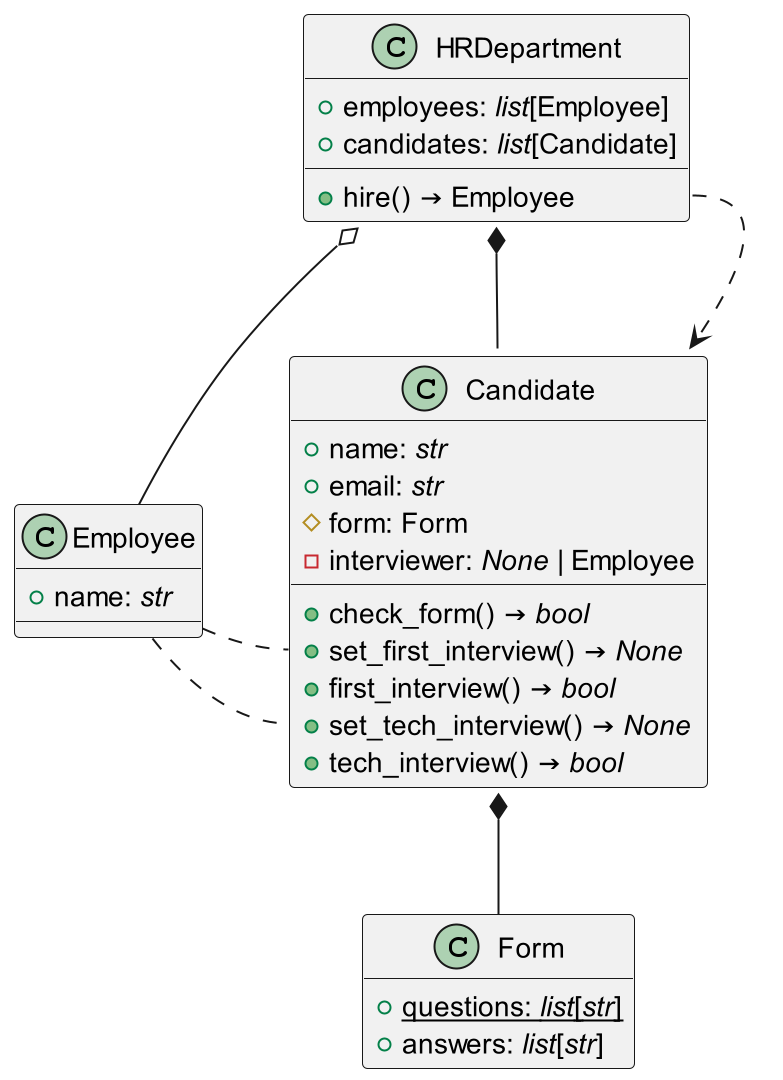 C HRDepartment
employees: list[Employee]
candidates: list[Candidate]
hire() → Employee
C Candidate
name: str
email: str
form: Form
interviewer: None | Employee
check_form() → bool
set_first_interview() → None
first_interview() → bool
set_tech_interview() → None
tech_interview() → bool
C Employee
name: str
C Form
questions: list[str]
answers: list[str]